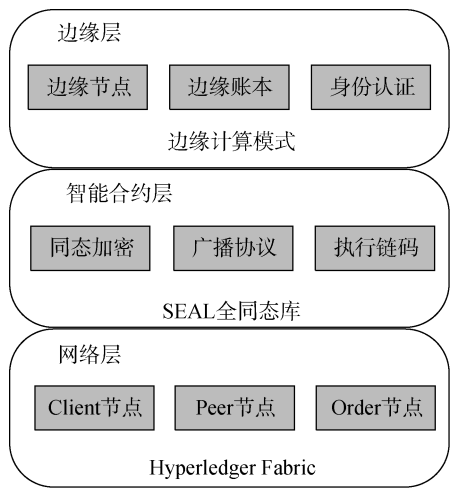 边缘层
边缘节点 边缘账本 身份认证
边缘计算模式
智能合约层
同态加密 广播协议 执行链码
SEAL全同态库
网络层
Client节点 Peer节点 Order节点
Hyperledger Fabric